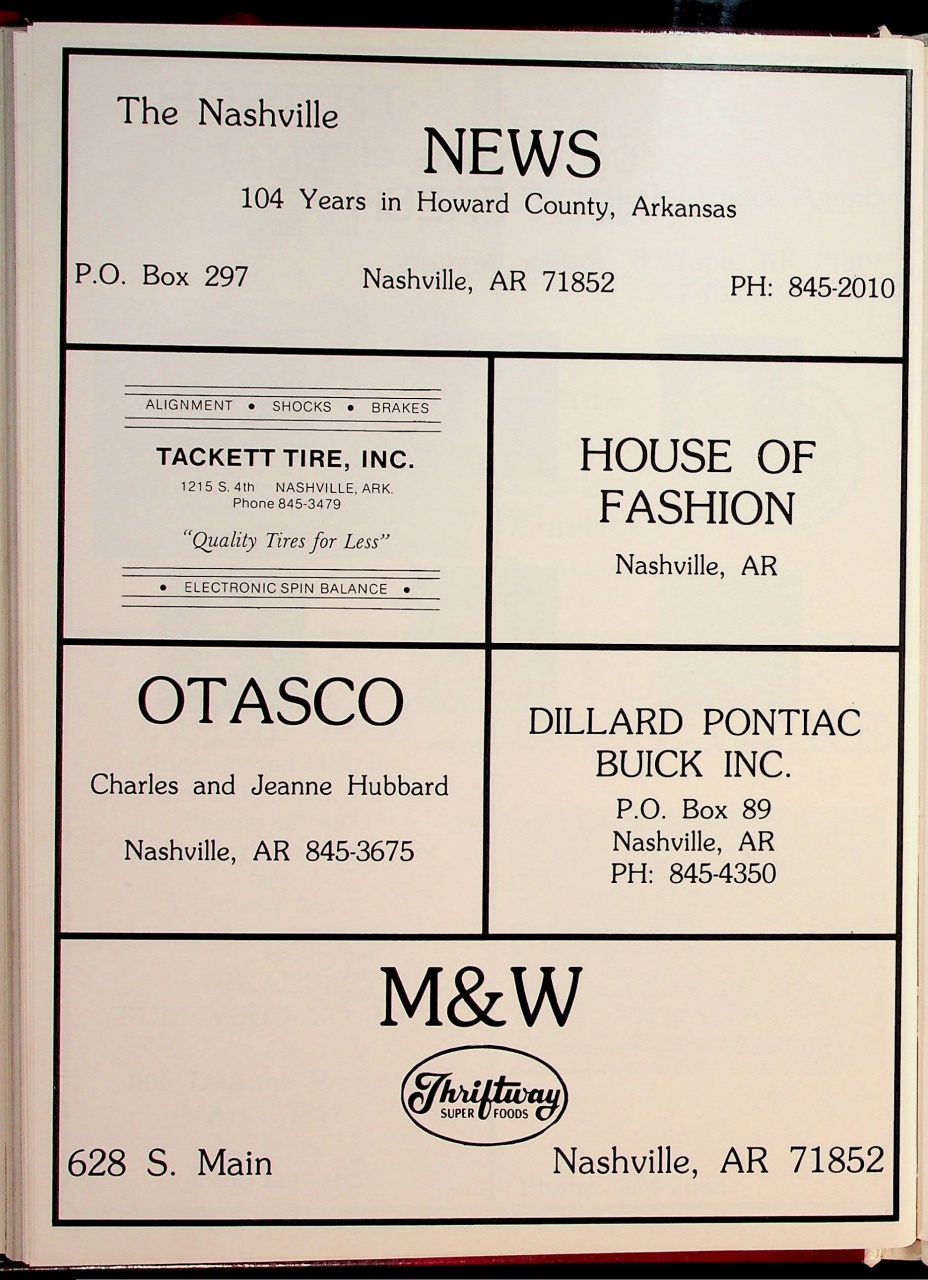 The Nashville
NEWS
104 Years in Howard County, Arkansas
P.O. Box 297 Nashville, AR 71852 PH: 845-2010
ALIGNMENT • SHOCKS • BRAKES
TACKETT TIRE, INC.
1215 S. 4th NASHVILLE, ARK.
Phone 845-3479
“Quality Tires for Less”
• ELECTRONIC SPIN BALANCE •
HOUSE OF
FASHION
Nashville, AR
OTASCO
Charles and Jeanne Hubbard
Nashville, AR 845-3675
DILLARD PONTIAC
BUICK INC.
P.O. Box 89
Nashville, AR
PH: 845-4350
M&W
Thriftway
SUPER FOODS
628 S. Main Nashville, AR 71852